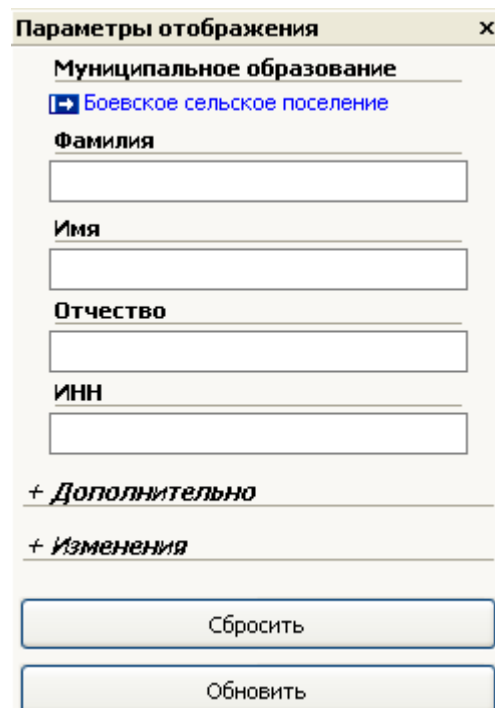 Параметры отображения x
Муниципальное образование
Боевское сельское поселение
Фамилия
Имя
Отчество
ИНН
+ Дополнительно
+ Изменения
Сбросить
Обновить